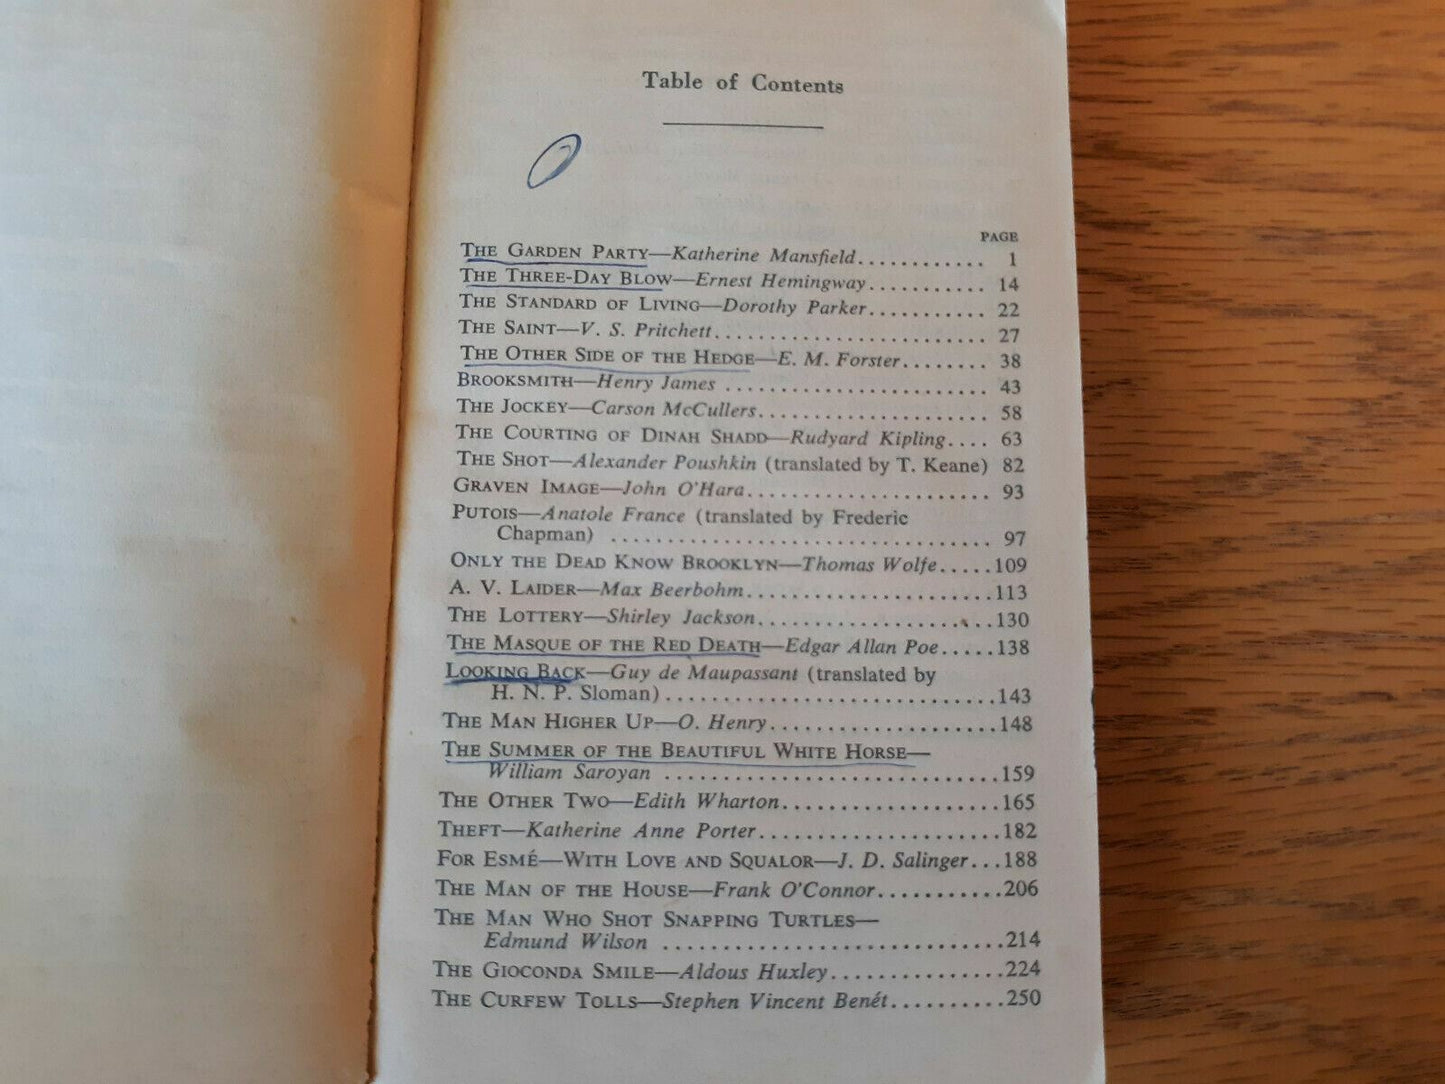 Table of Contents
PAGE
THE GARDEN PARTY—Katherine Mansfield............ 1
THE THREE-DAY BLOW—Ernest Hemingway........... 14
THE STANDARD OF LIVING—Dorothy Parker........... 22
THE SAINT—V. S. Pritchett......................... 27
THE OTHER SIDE OF THE HEDGE—E. M. Forster........ 38
BROOKSMITH—Henry James ........................ 43
THE JOCKEY—Carson McCullers..................... 58
THE COURTING OF DINAH SHADD—Rudyard Kipling.... 63
THE SHOT—Alexander Poushkin (translated by T. Keane) 82
GRAVEN IMAGE—John O'Hara...................... 93
PUTOIS—Anatole France (translated by Frederic
Chapman) .................................. 97
ONLY THE DEAD KNOW BROOKLYN—Thomas Wolfe.....109
A. V. LAIDER—Max Beerbohm......................113
THE LOTTERY—Shirley Jackson.....................130
THE MASQUE OF THE RED DEATH—Edgar Allan Poe.....138
LOOKING BACK—Guy de Maupassant (translated by
H. N. P. Sloman).............................143
THE MAN HIGHER UP—O. Henry....................148
THE SUMMER OF THE BEAUTIFUL WHITE HORSE—
William Saroyan .............................159
THE OTHER TWO—Edith Wharton...................165
THEFT—Katherine Anne Porter.....................182
FOR ESMÉ—WITH LOVE AND SQUALOR—J. D. Salinger...188
THE MAN OF THE HOUSE—Frank O'Connor...........206
THE MAN WHO SHOT SNAPPING TURTLES—
Edmund Wilson ..............................214
THE GIOCONDA SMILE—Aldous Huxley...............224
THE CURFEW TOLLS—Stephen Vincent Benét..........250